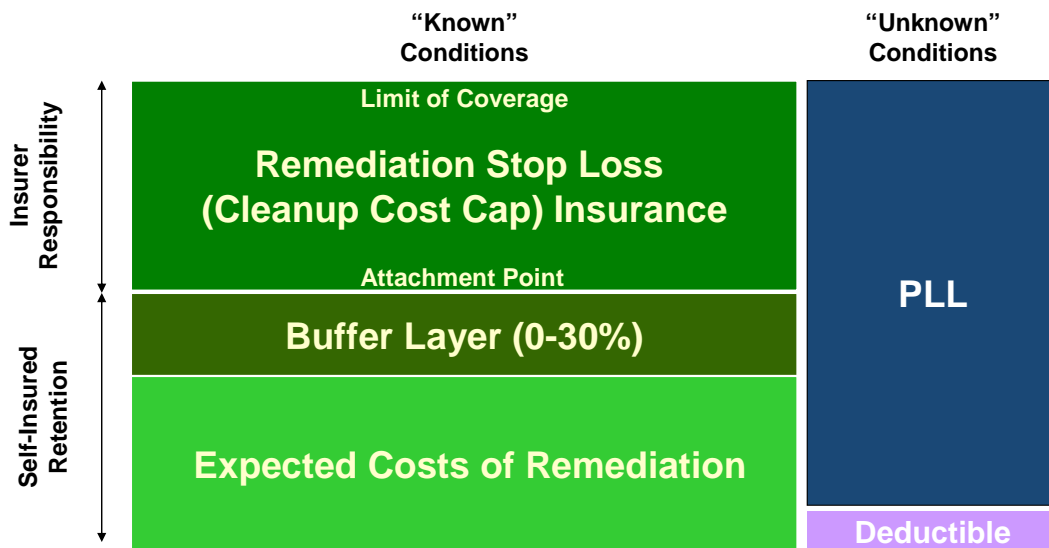 “Known”
Conditions
“Unknown”
Conditions
Insurer
Responsibility
Limit of Coverage
Remediation Stop Loss
(Cleanup Cost Cap) Insurance
Attachment Point
PLL
Self-Insured
Retention
Buffer Layer (0-30%)
Expected Costs of Remediation
Deductible